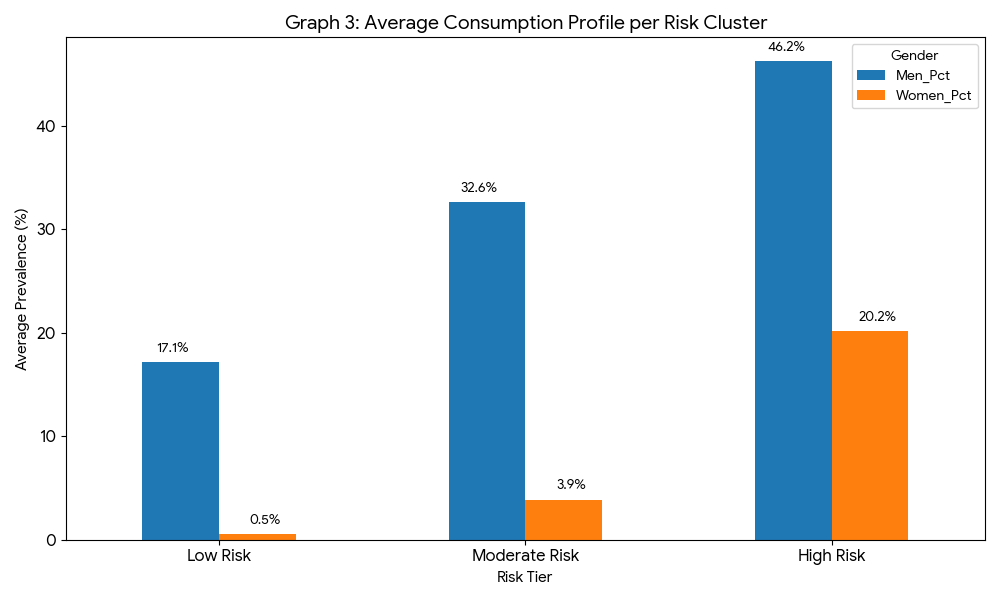 Graph 3: Average Consumption Profile per Risk Cluster
Gender
Men_Pct
Women_Pct
46.2%
32.6%
20.2%
17.1%
3.9%
0.5%
Average Prevalence (%)
40
30
20
10
0
Low Risk
Moderate Risk
High Risk
Risk Tier